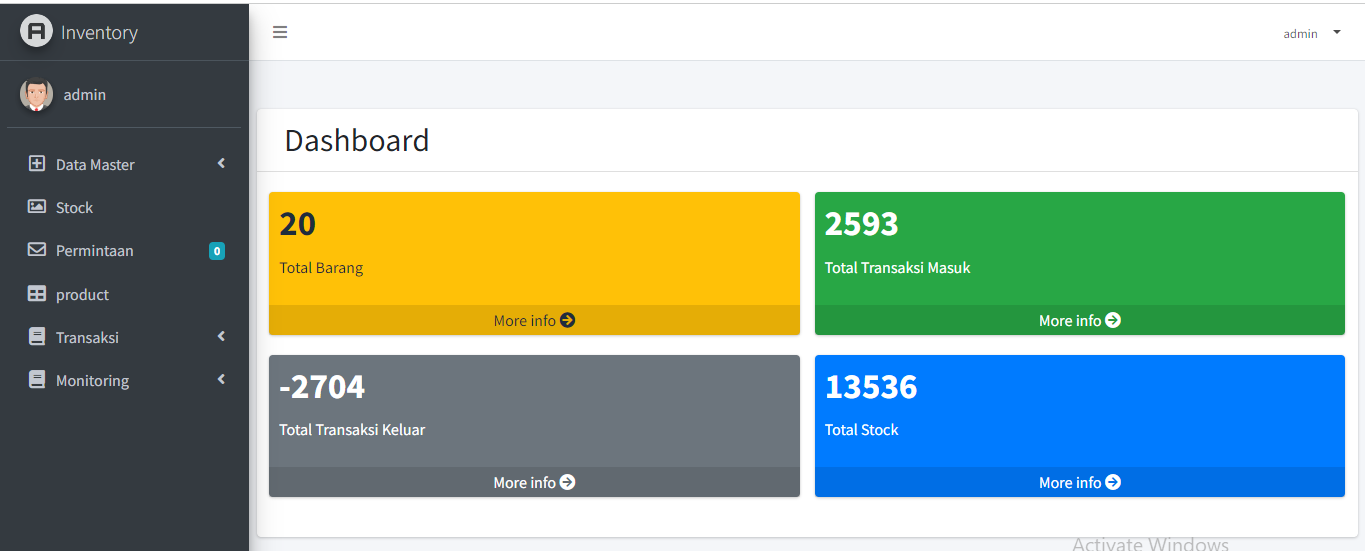 Inventory
admin
admin
Data Master
Stock
Permintaan 0
product
Transaksi
Monitoring
Dashboard
20
Total Barang
More info
2593
Total Transaksi Masuk
More info
-2704
Total Transaksi Keluar
More info
13536
Total Stock
More info
Activate Windows